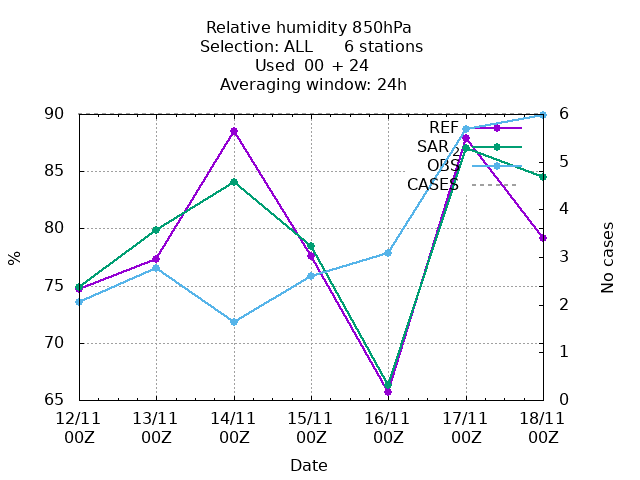 Relative humidity 850hPa
Selection: ALL 6 stations
Used 00 + 24
Averaging window: 24h
90
85
80
75
70
65
%
6
5
4
3
2
1
0
No cases
REF
SAR 2
OBS
CASES
12/11 13/11 14/11 15/11 16/11 17/11 18/11
00Z 00Z 00Z 00Z 00Z 00Z 00Z
Date